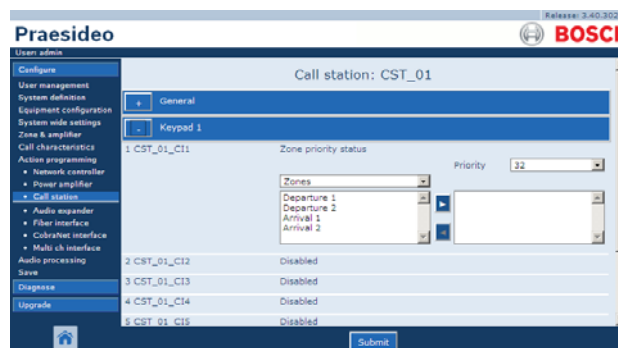 Release: 3.40.302
Praesideo
BOSCH
User: admin
Configure
User management
System definition
Equipment configuration
System wide settings
Zone & amplifier
Call characteristics
Action programming
• Network controller
• Power amplifier
• Call station
• Audio expander
• Fiber interface
• CobraNet interface
• Multi ch interface
Audio processing
Save
Diagnose
Upgrade
Call station: CST_01
+ General
- Keypad 1
1 CST_01_CI1 Zone priority status
Priority 32
Zones
Departure 1
Departure 2
Arrival 1
Arrival 2
2 CST_01_CI2 Disabled
3 CST_01_CI3 Disabled
4 CST_01_CI4 Disabled
5 CST_01_CI5 Disabled
Submit